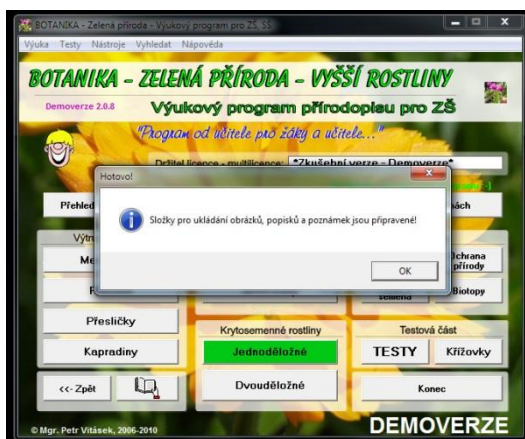 BOTANIKA - Zelená příroda - Výukový program pro ZŠ, SŠ
Výuka Testy Nástroje Vyhledat Nápověda
BOTANIKA - ZELENÁ PŘÍRODA - VYŠŠÍ ROSTLINY
Demoverze 2.0.8
Výukový program přírodopisu pro ZŠ
"Program od učitele pro žáky a učitele..."
Držitel licence - multilicence: *Zkušební verze - Demoverze*
Hotovo!
Složky pro ukládání obrázků, popisků a poznámek jsou připravené!
OK
Přehled
Přesličky
Kapradiny
Krytosemenné rostliny
Jednoděložné
Dvouděložné
semena
Ochrana přírody
Biotopy
Testová část
TESTY
Křížovky
<<- Zpět
Konec
© Mgr. Petr Vitásek, 2006-2010
DEMOVERZE